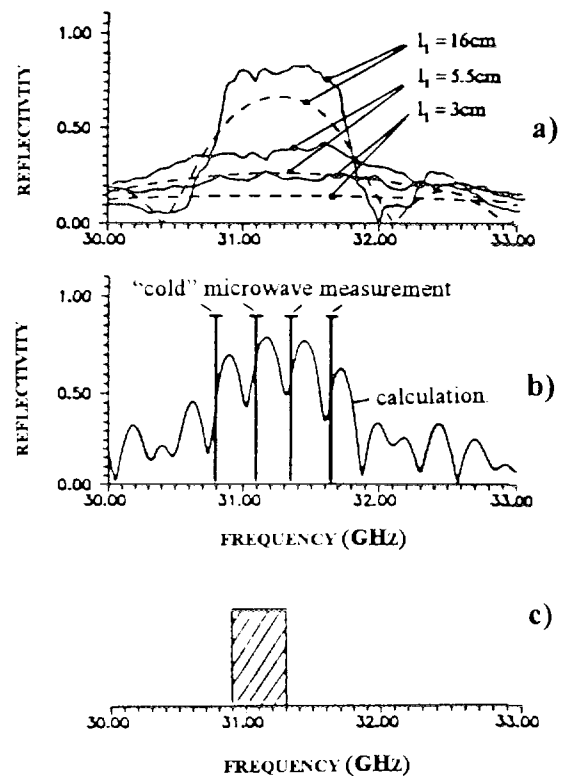 1.00
l₁ = 16cm
l₁ = 5.5cm
l₁ = 3cm
a)
REFLECTIVITY
0.50
0.00
30.00 31.00 32.00 33.00
1.00
"cold" microwave measurement
b)
REFLECTIVITY
0.50
calculation
0.00
30.00 31.00 32.00 33.00
FREQUENCY (GHz)
c)
30.00 31.00 32.00 33.00
FREQUENCY (GHz)